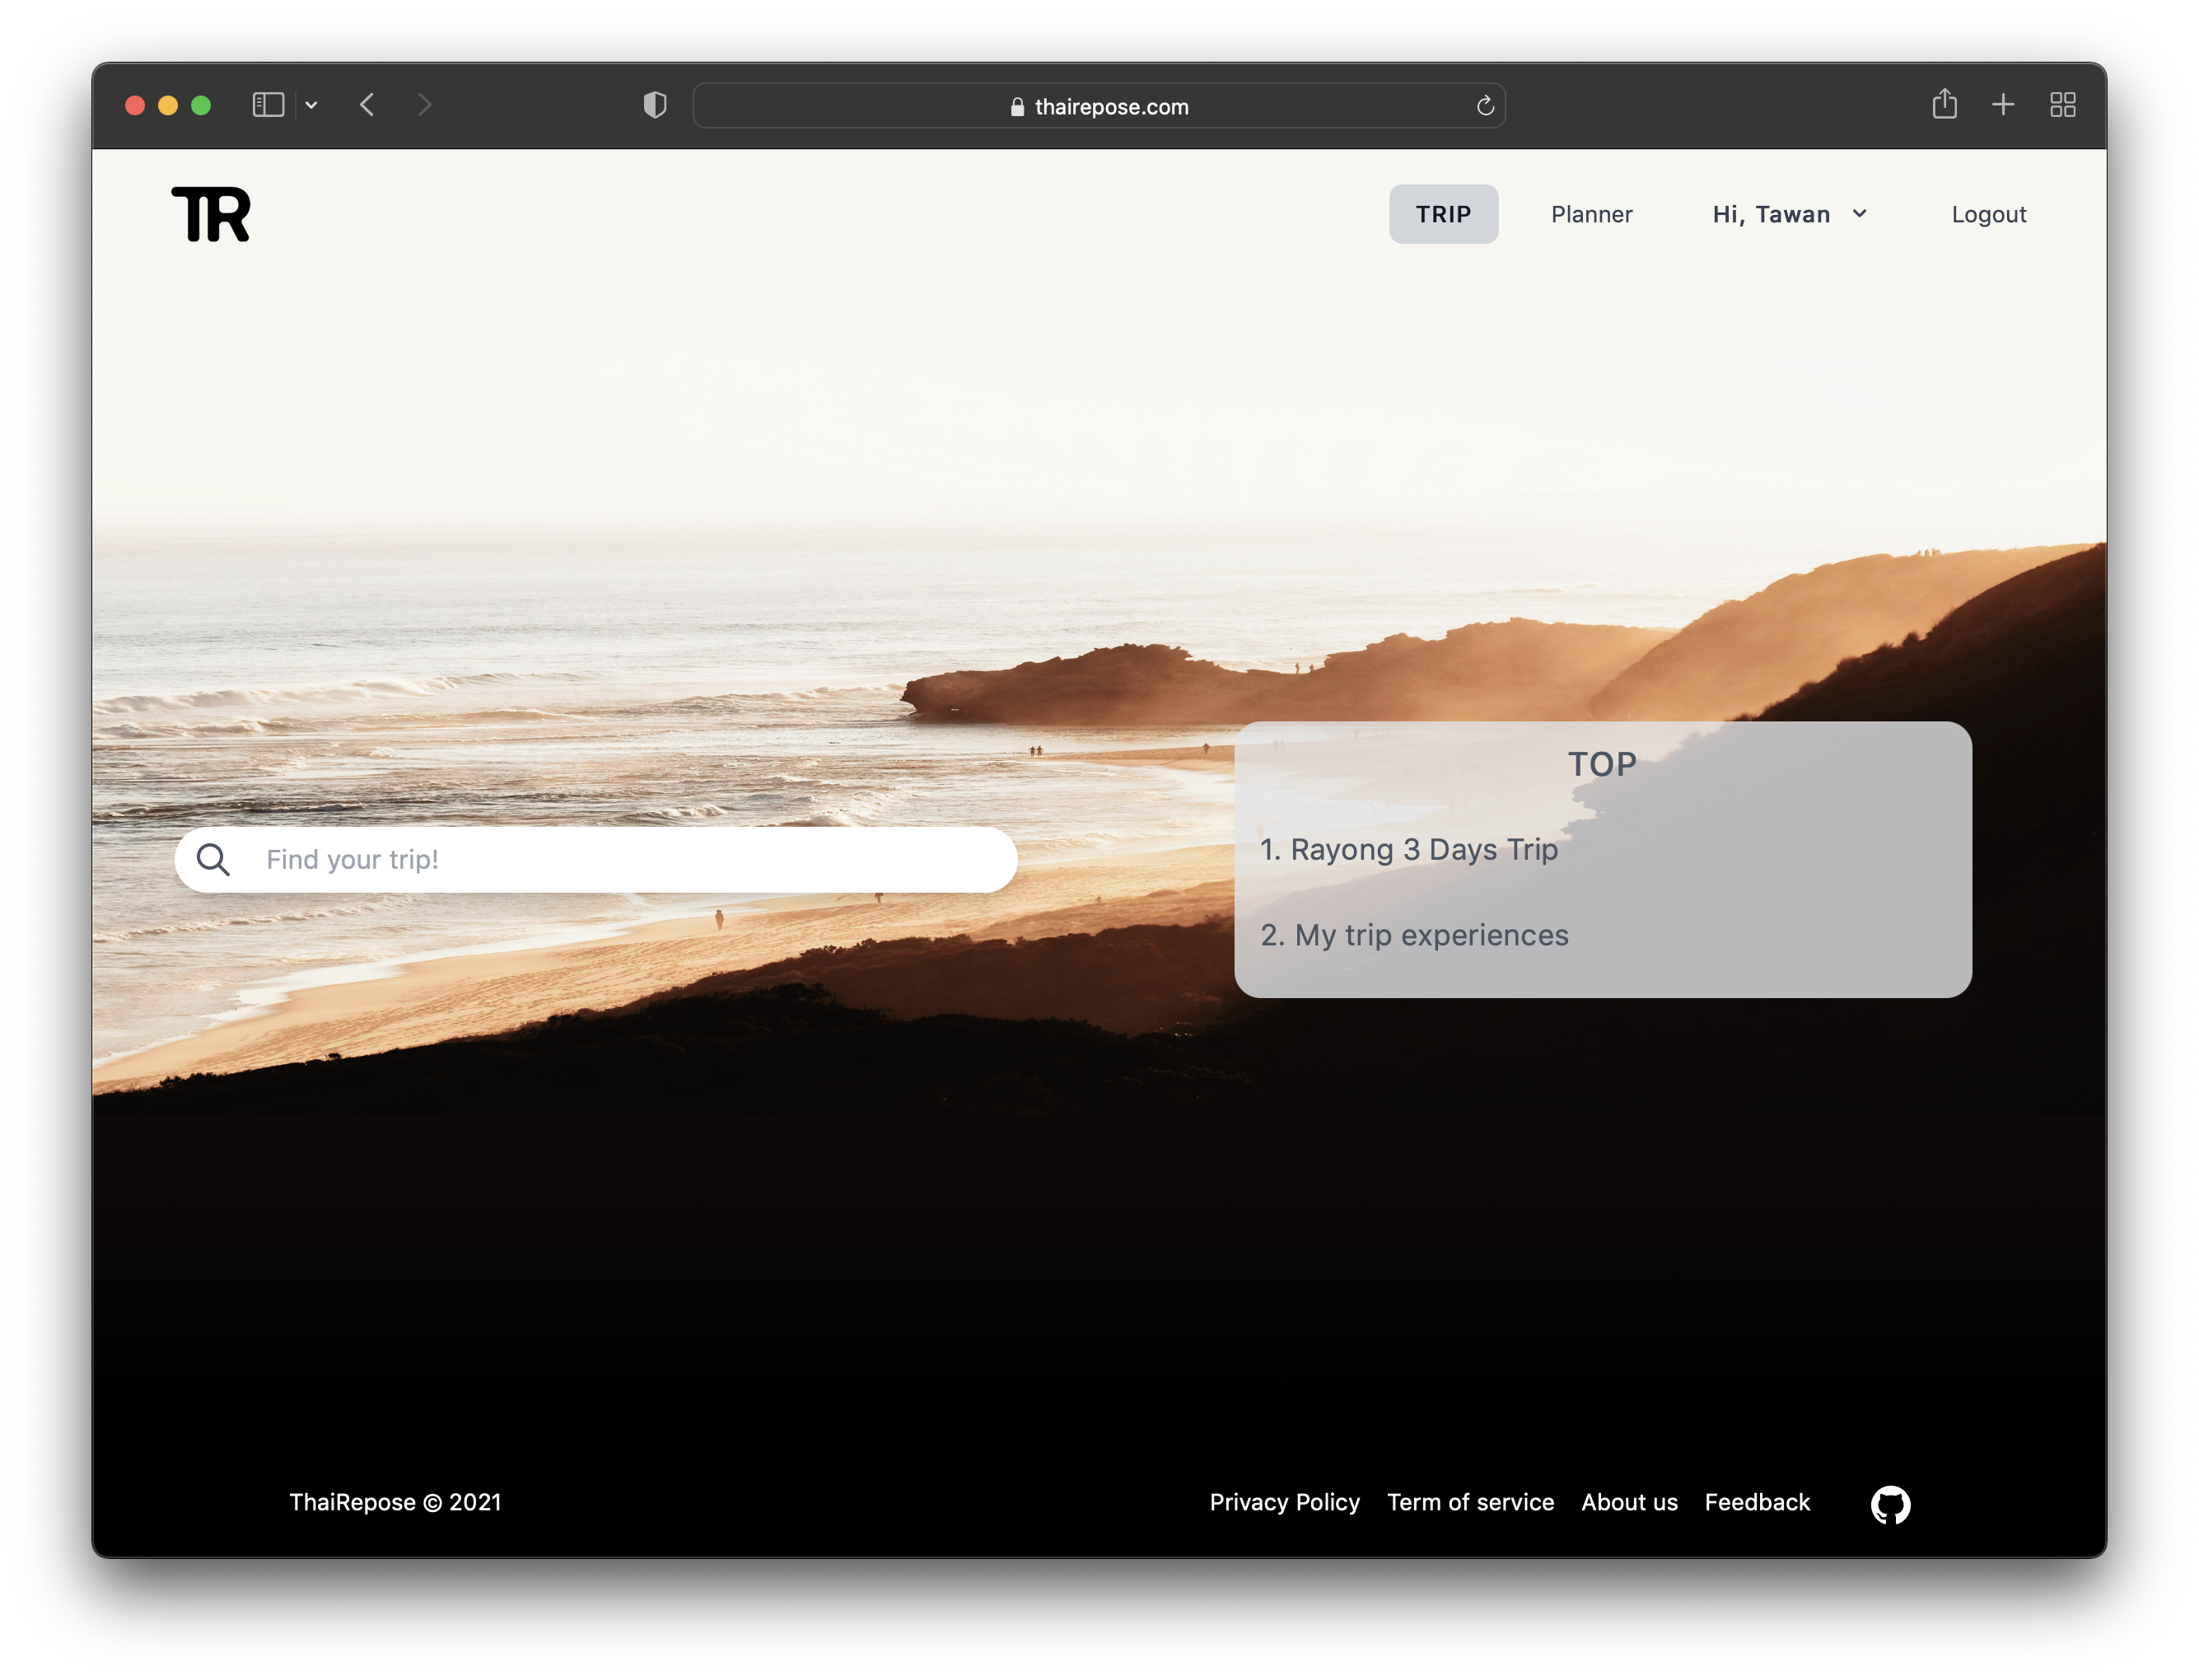 thairepose.com
TR
TRIP
Planner
Hi, Tawan
Logout
Find your trip!
TOP
1. Rayong 3 Days Trip
2. My trip experiences
ThaiRepose © 2021
Privacy Policy
Term of service
About us
Feedback